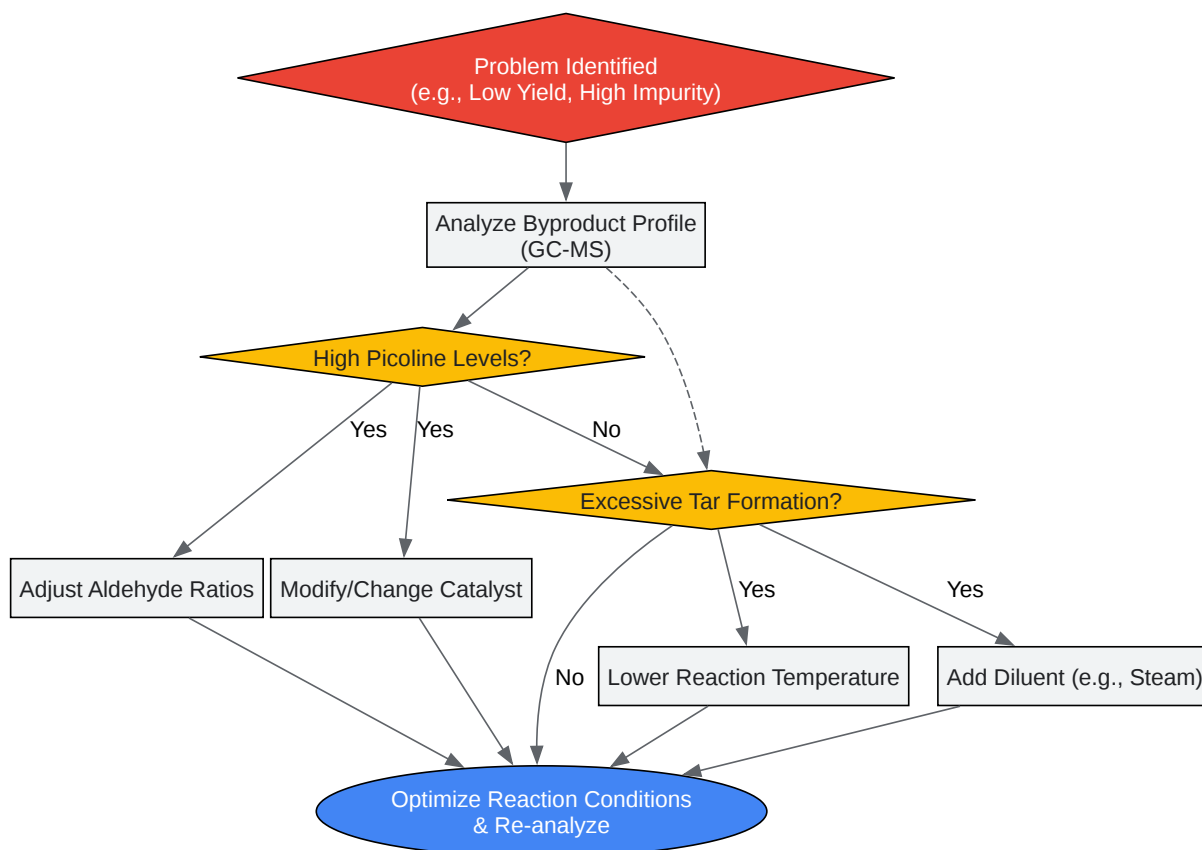 Problem Identified
(e.g., Low Yield, High Impurity)
Analyze Byproduct Profile
(GC-MS)
High Picoline Levels?
Yes
Yes
No
Excessive Tar Formation?
Adjust Aldehyde Ratios
Modify/Change Catalyst
Yes
Yes
No
Lower Reaction Temperature
Add Diluent (e.g., Steam)
Optimize Reaction Conditions
& Re-analyze